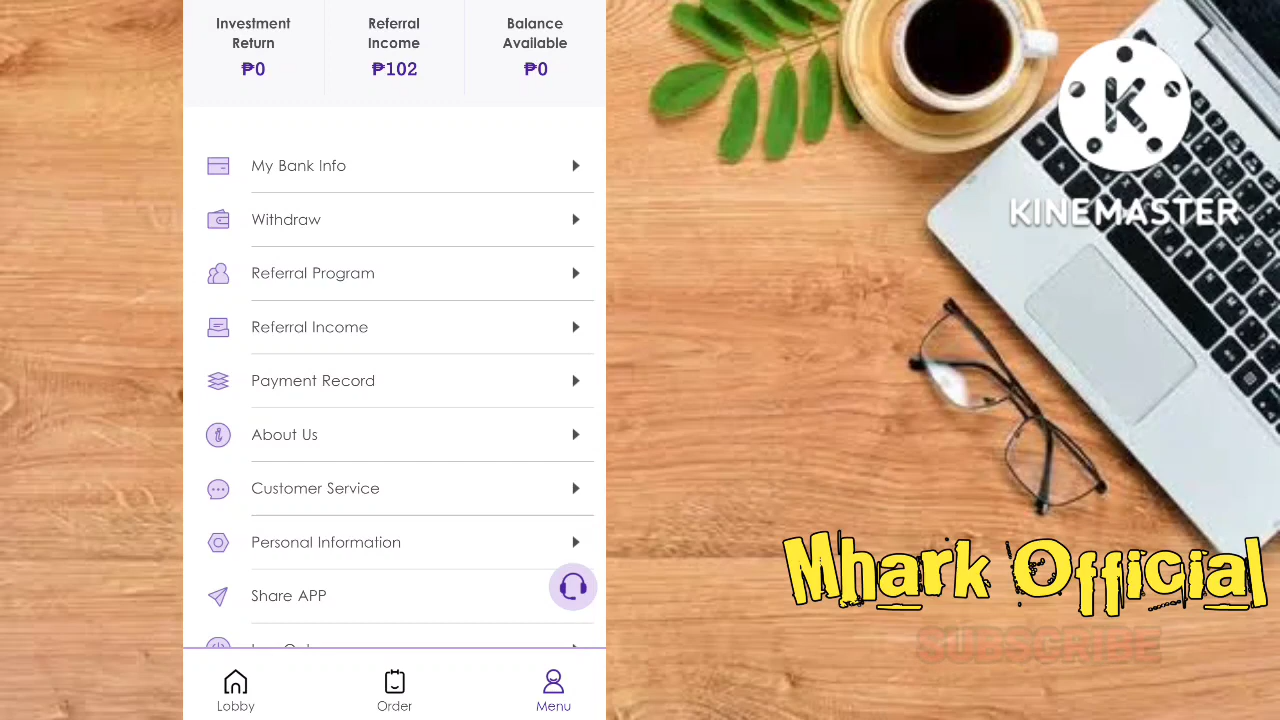 Investment
Return
₱0
Referral
Income
₱102
Balance
Available
₱0
My Bank Info
Withdraw
Referral Program
Referral Income
Payment Record
About Us
Customer Service
Personal Information
Share APP
Lobby
Order
Menu
K
KINEMASTER
Mhark Official
SUBSCRIBE